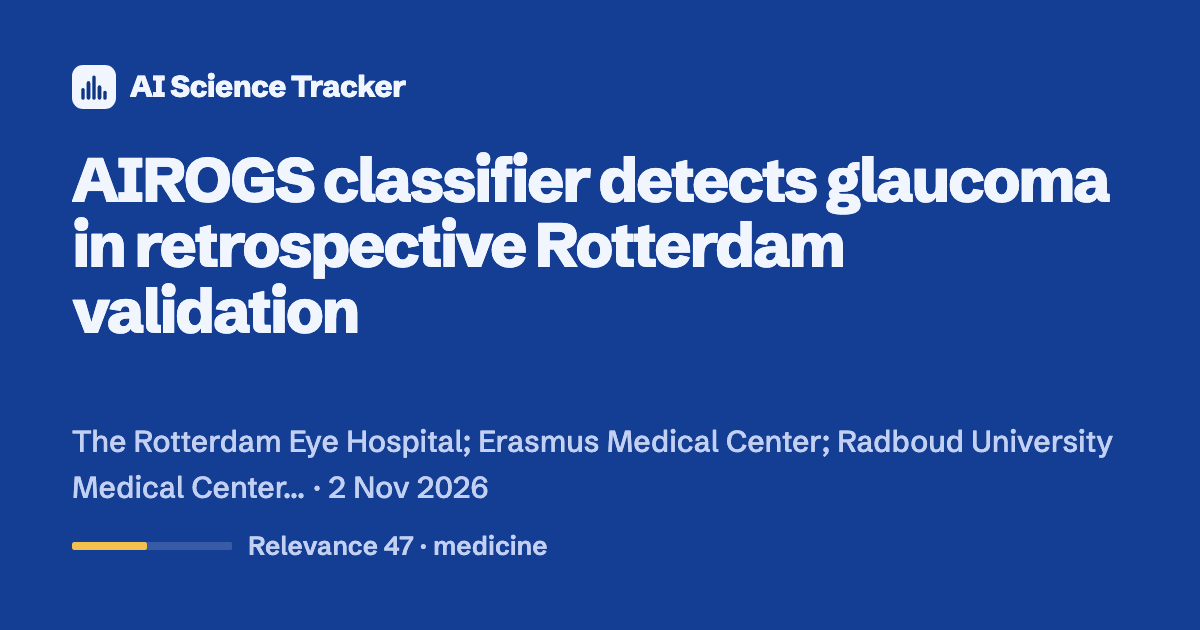 AI Science Tracker
AIROGS classifier detects glaucoma
in retrospective Rotterdam
validation
The Rotterdam Eye Hospital; Erasmus Medical Center; Radboud University
Medical Center... · 2 Nov 2026
Relevance 47 · medicine